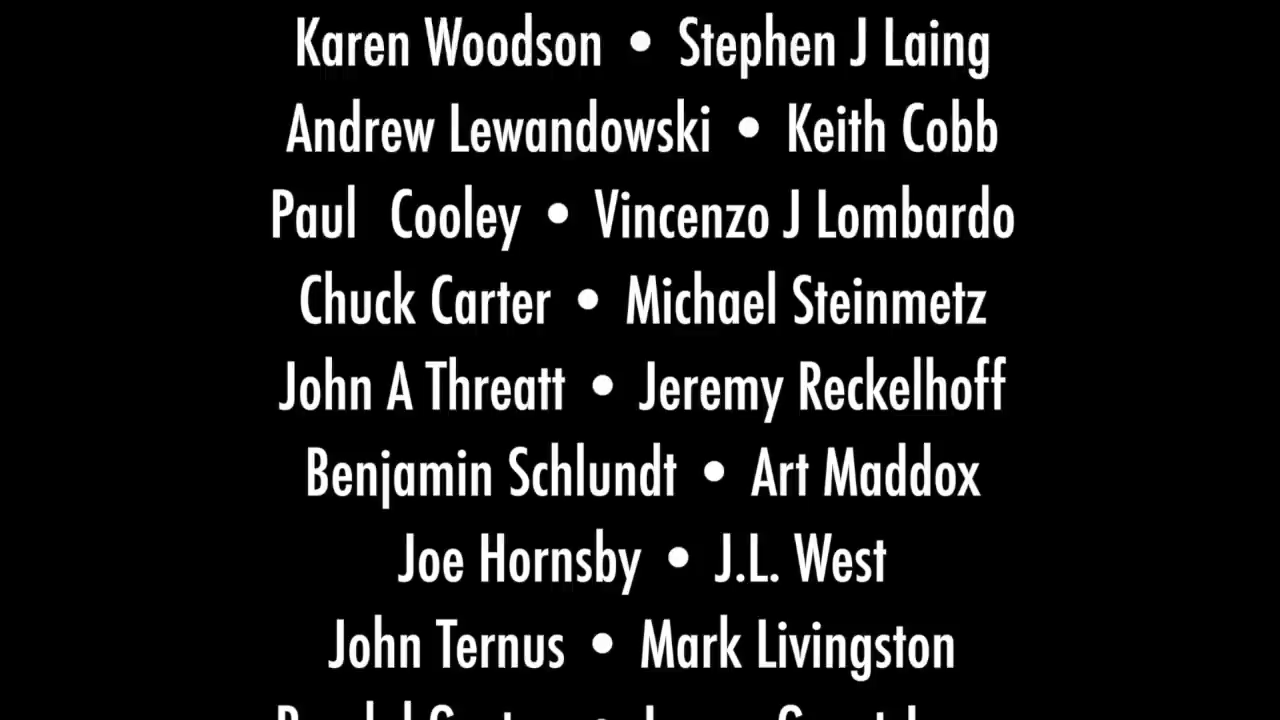 Karen Woodson • Stephen J Laing
Andrew Lewandowski • Keith Cobb
Paul  Cooley • Vincenzo J Lombardo
Chuck Carter • Michael Steinmetz
John A Threatt • Jeremy Reckelhoff
Benjamin Schlundt • Art Maddox
Joe Hornsby • J.L. West
John Ternus • Mark Livingston